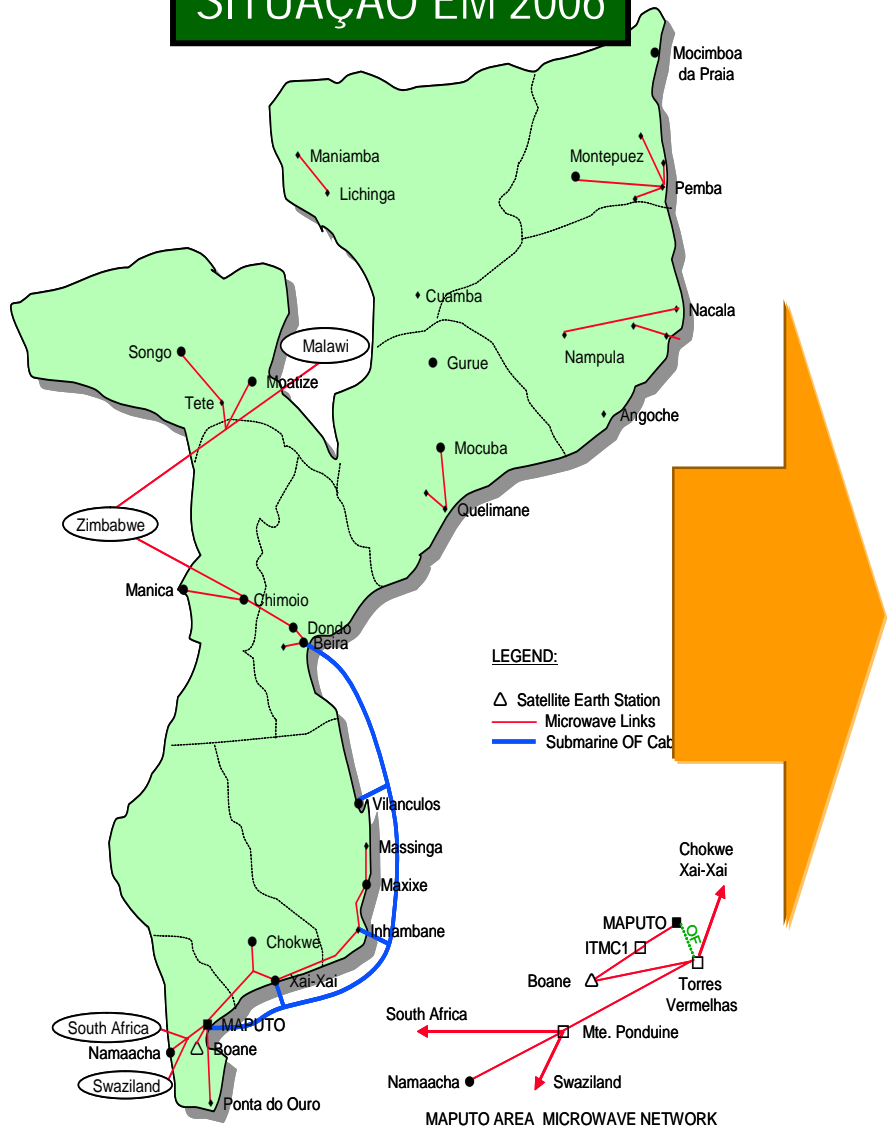 SITUAÇÃO EM 2006
Mocimboa
da Praia
Maniamba
Montepuez
Lichinga
Pemba
Cuamba
Nacala
Malawi
Songo
Nampula
Gurue
Moatize
Tete
Angoche
Mocuba
Quelimane
Zimbabwe
Manica
Chimoio
Dondo
Beira
LEGEND:
Satellite Earth Station
Microwave Links
Submarine OF Cab
Vilanculos
Massinga
Maxixe
Inhambane
Chokwe
Xai-Xai
MAPUTO
South Africa
Namaacha
Boane
Swaziland
Ponta do Ouro
Chokwe
Xai-Xai
MAPUTO
OF
ITMC1
Boane
Torres
Vermelhas
South Africa
Mte. Ponduine
Namaacha
Swaziland
MAPUTO AREA MICROWAVE NETWORK